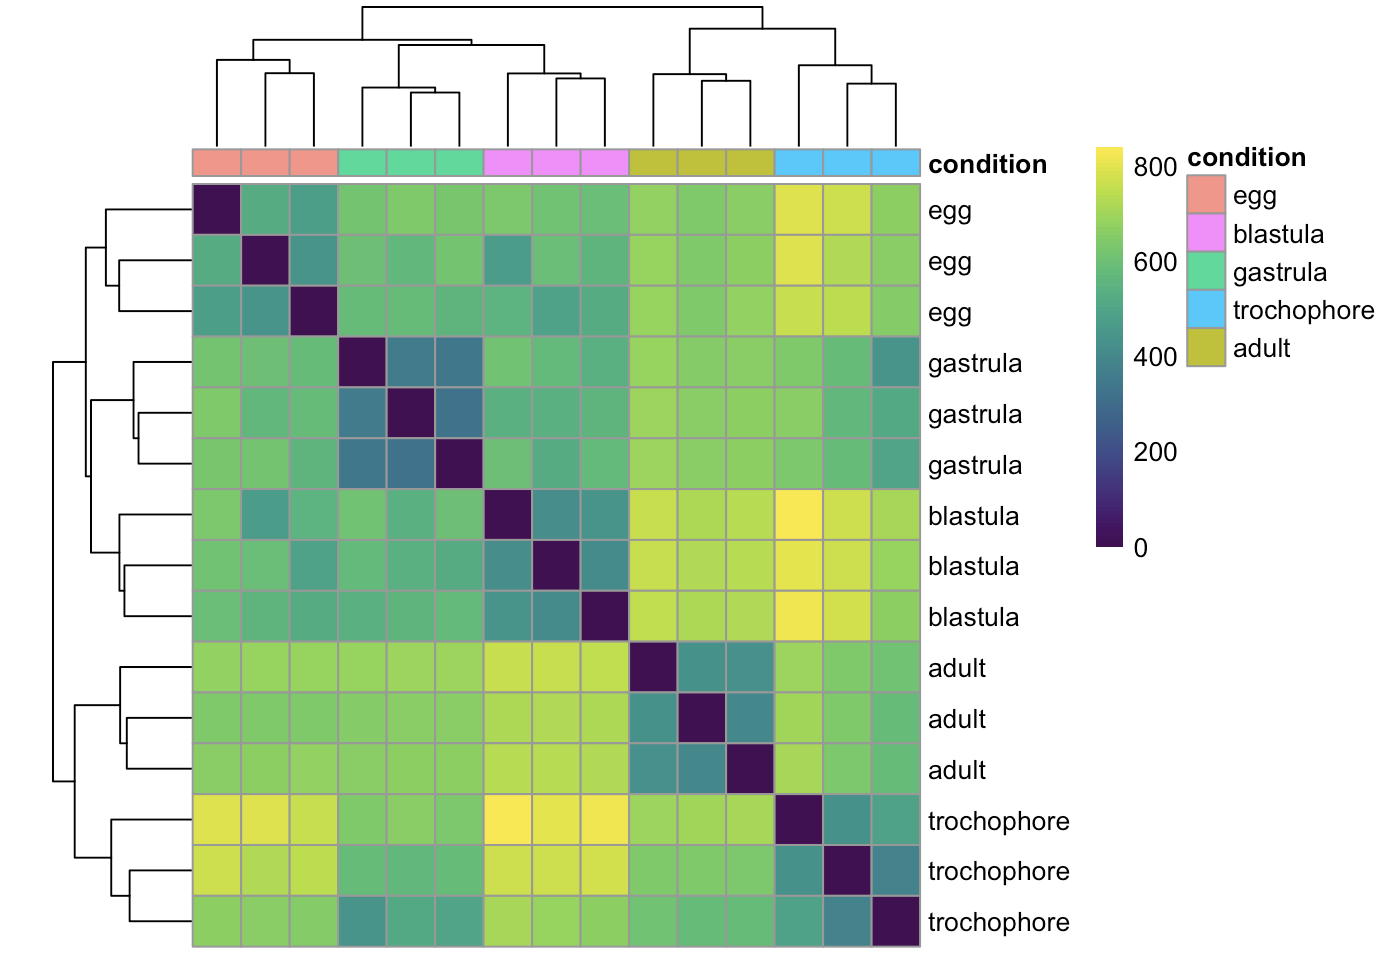 condition
egg
egg
egg
gastrula
gastrula
gastrula
blastula
blastula
blastula
adult
adult
adult
trochophore
trochophore
trochophore
800
600
400
200
0
condition
egg
blastula
gastrula
trochophore
adult